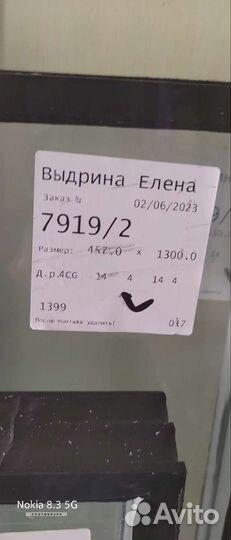 Выдрина Елена
Заказ № 02/06/2023
7919/2
Размер: 457.0 x 1300.0
Д.р.4CG 14 4 14 4
1399
После монтажа удалить! 017
NOKIA 8.3 5G
Avito